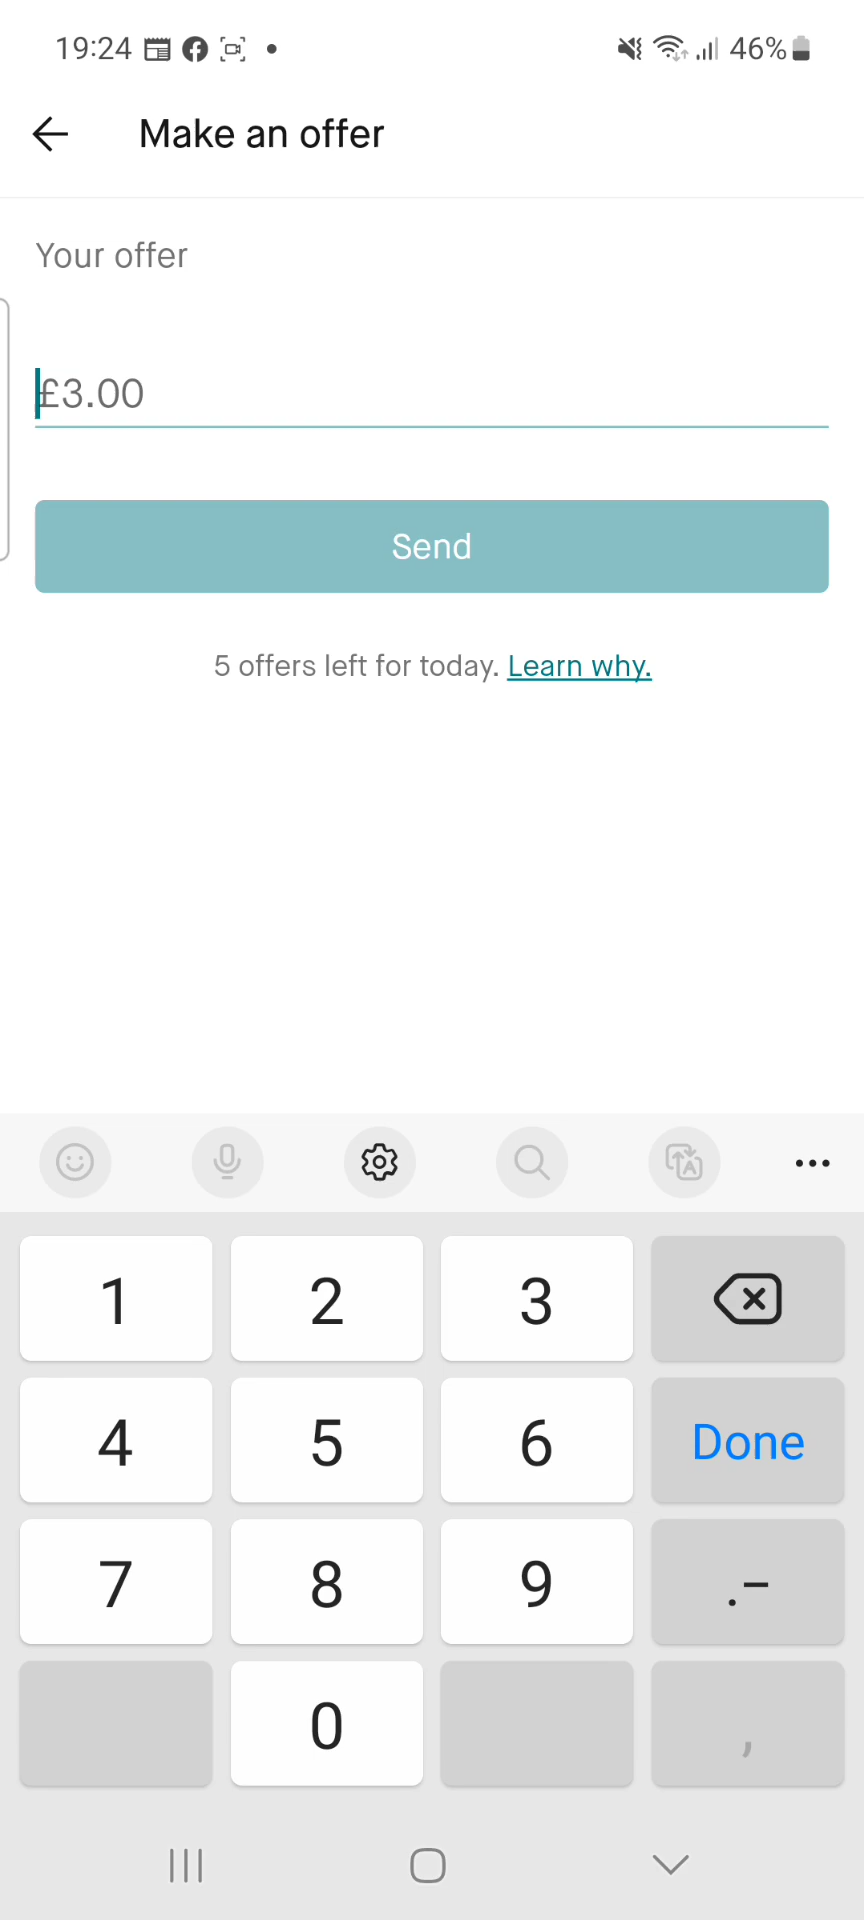 19:24 46%
Make an offer
Your offer
£3.00
Send
5 offers left for today. Learn why.
1 2 3
4 5 6 Done
7 8 9 .-
0 ,